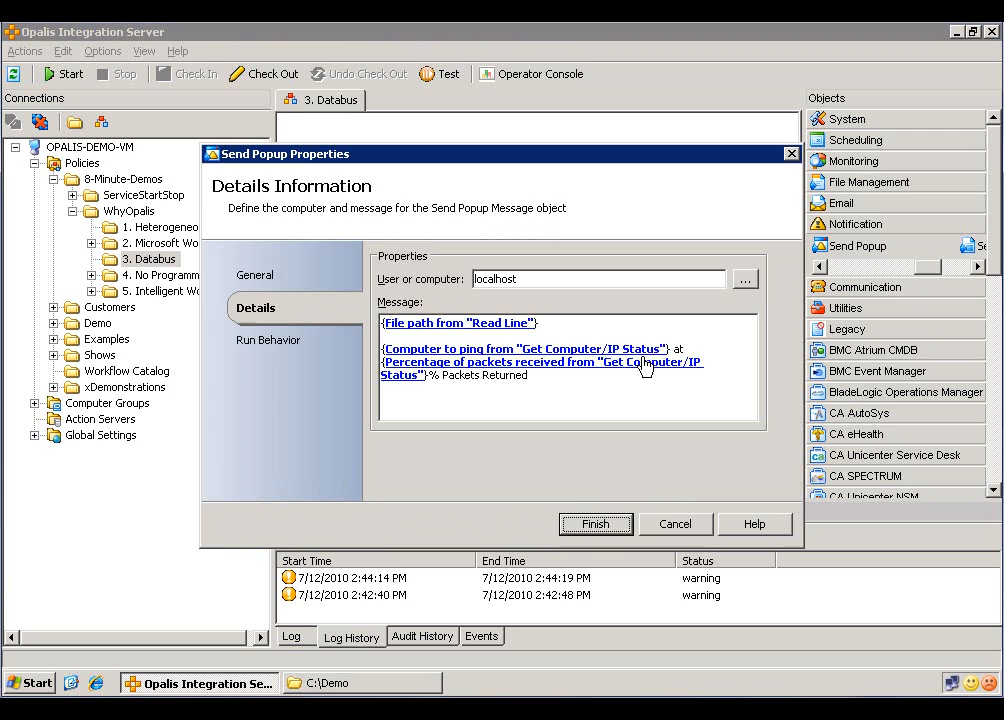 Opalis Integration Server
Actions Edit Options View Help
Start Stop Check In Check Out Undo Check Out Test Operator Console
Connections
3. Databus
Objects
OPALIS-DEMO-VM
Policies
8-Minute-Demos
ServiceStartStop
WhyOpalis
1. Heterogeneo
2. Microsoft Wo
3. Databus
4. No Programm
5. Intelligent Wo
Customers
Demo
Examples
Shows
Workflow Catalog
xDemonstrations
Computer Groups
Action Servers
Global Settings
Send Popup Properties
Details Information
Define the computer and message for the Send Popup Message object
General
Details
Run Behavior
Properties
User or computer: localhost ...
Message:
{File path from "Read Line"}
{Computer to ping from "Get Computer/IP Status"} at
{Percentage of packets received from "Get Computer/IP
Status"}% Packets Returned
Finish Cancel Help
System
Scheduling
Monitoring
File Management
Email
Notification
Send Popup Se
Communication
Utilities
Legacy
BMC Atrium CMDB
BMC Event Manager
BladeLogic Operations Manager
CA AutoSys
CA eHealth
CA Unicenter Service Desk
CA SPECTRUM
CA Unicenter NSM
Start Time End Time Status
7/12/2010 2:44:14 PM 7/12/2010 2:44:19 PM warning
7/12/2010 2:42:40 PM 7/12/2010 2:42:48 PM warning
Log Log History Audit History Events
Start Opalis Integration Se... C:\Demo